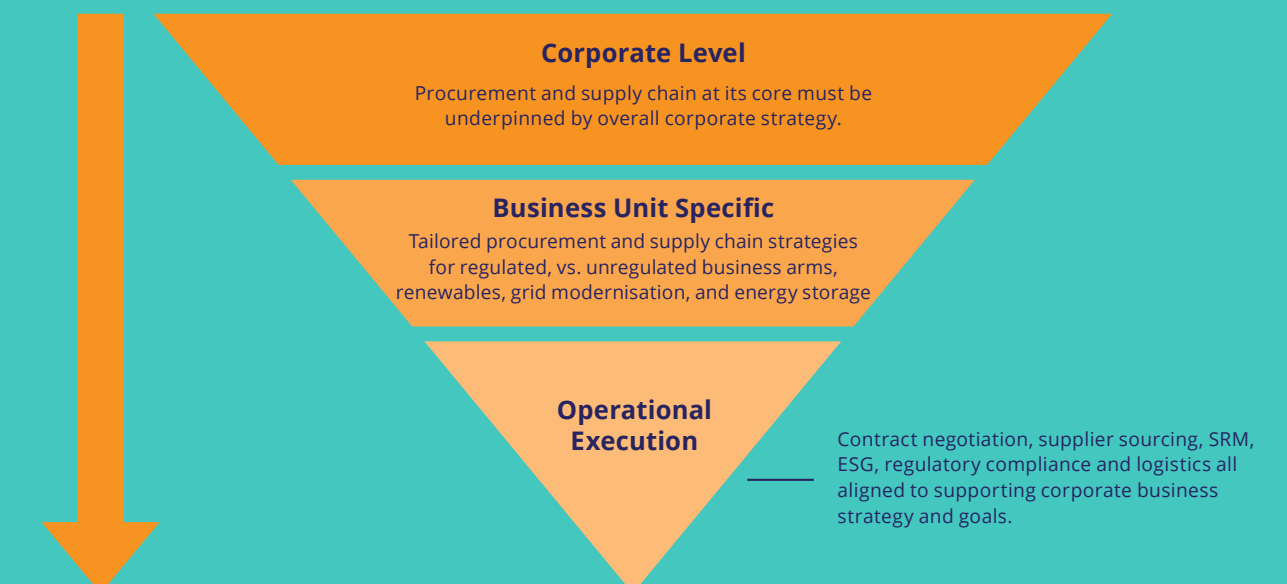 Corporate Level
Procurement and supply chain at its core must be
underpinned by overall corporate strategy.
Business Unit Specific
Tailored procurement and supply chain strategies
for regulated, vs. unregulated business arms,
renewables, grid modernisation, and energy storage
Operational
Execution
Contract negotiation, supplier sourcing, SRM,
ESG, regulatory compliance and logistics all
aligned to supporting corporate business
strategy and goals.